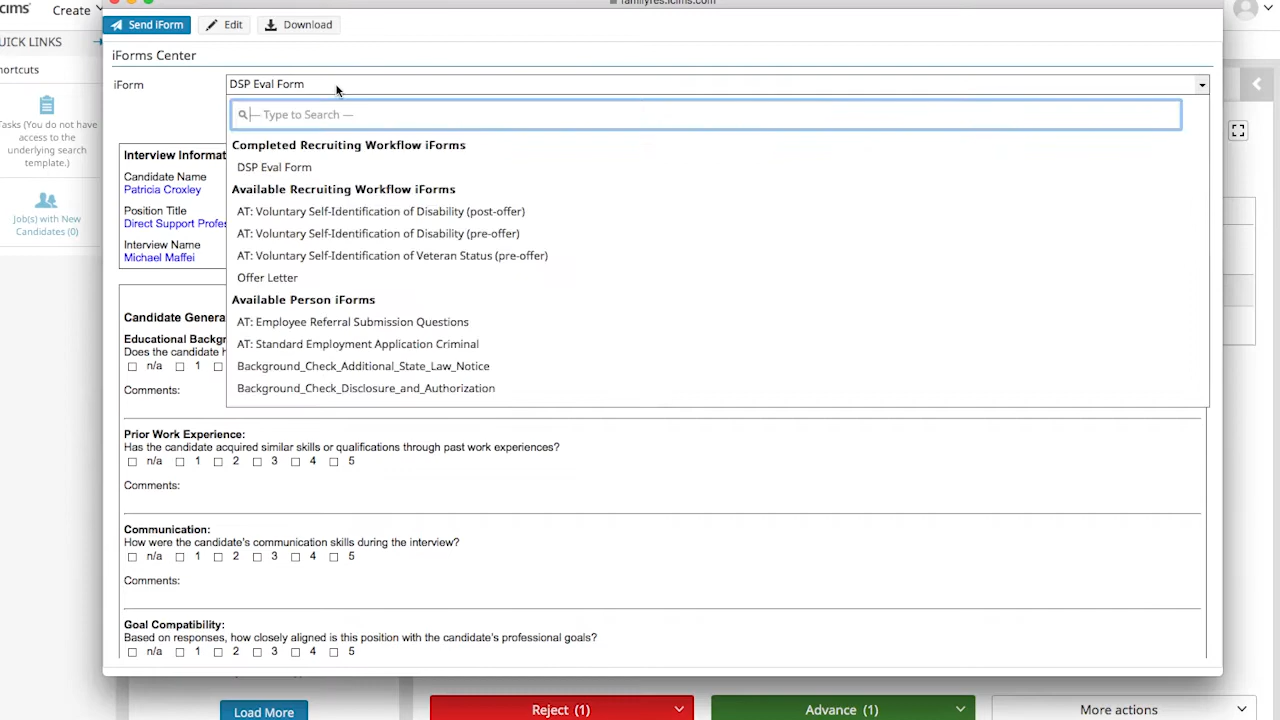 cims
Create
familyres.icims.com
Send iForm
Edit
Download
UICK LINKS
iForms Center
ortcuts
iForm
DSP Eval Form
— Type to Search —
Tasks (You do not have
access to the
underlying search
template.)
Completed Recruiting Workflow iForms
DSP Eval Form
Available Recruiting Workflow iForms
AT: Voluntary Self-Identification of Disability (post-offer)
AT: Voluntary Self-Identification of Disability (pre-offer)
AT: Voluntary Self-Identification of Veteran Status (pre-offer)
Offer Letter
Available Person iForms
AT: Employee Referral Submission Questions
AT: Standard Employment Application Criminal
Background_Check_Additional_State_Law_Notice
Background_Check_Disclosure_and_Authorization
Job(s) with New
Candidates (0)
Interview Informat
Candidate Name
Patricia Croxley
Position Title
Direct Support Profes
Interview Name
Michael Maffei
Candidate Genera
Educational Backgr
Does the candidate h
n/a 1
Comments:
Prior Work Experience:
Has the candidate acquired similar skills or qualifications through past work experiences?
n/a 1 2 3 4 5
Comments:
Communication:
How were the candidate's communication skills during the interview?
n/a 1 2 3 4 5
Comments:
Goal Compatibility:
Based on responses, how closely aligned is this position with the candidate's professional goals?
n/a 1 2 3 4 5
Load More
Reject (1)
Advance (1)
More actions